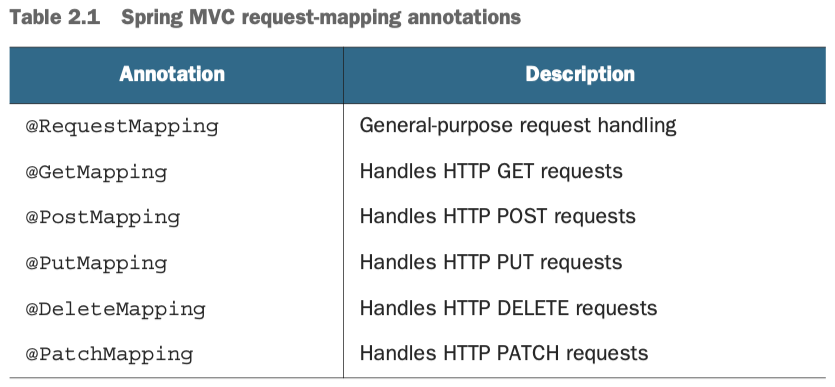 Table 2.1 Spring MVC request-mapping annotations
Annotation Description
@RequestMapping General-purpose request handling
@GetMapping Handles HTTP GET requests
@PostMapping Handles HTTP POST requests
@PutMapping Handles HTTP PUT requests
@DeleteMapping Handles HTTP DELETE requests
@PatchMapping Handles HTTP PATCH requests